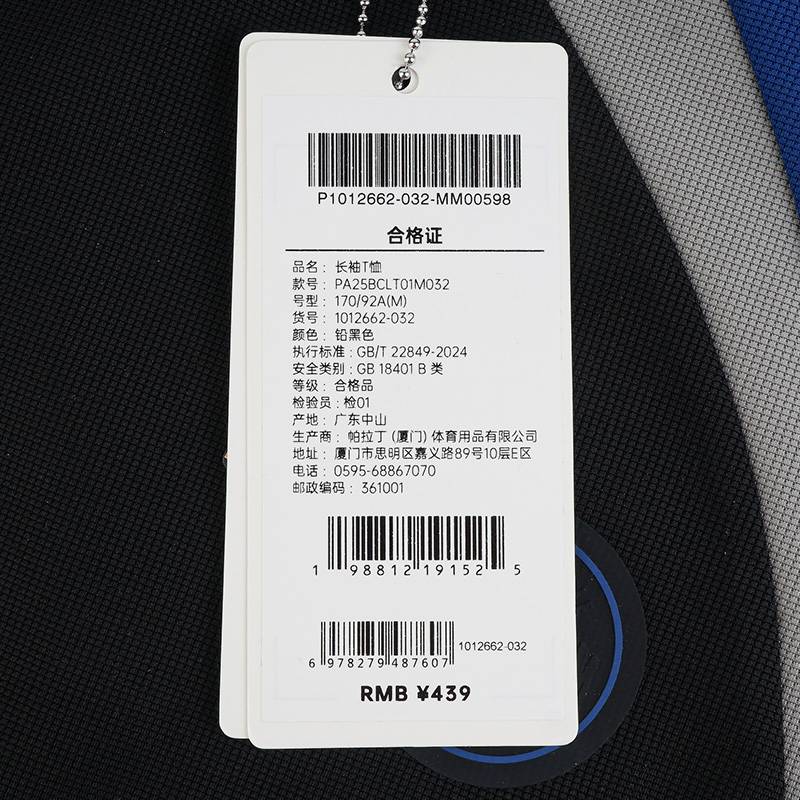 P1012662-032-MM00598
合格证
品名：长袖T恤
款号：PA25BCLT01M032
号型：170/92A(M)
货号：1012662-032
颜色：铅黑色
执行标准：GB/T 22849-2024
安全类别：GB 18401 B 类
等级：合格品
检验员：检01
产地：广东中山
生产商：帕拉丁(厦门)体育用品有限公司
地址：厦门市思明区嘉义路89号10层E区
电话：0595-68867070
邮政编码：361001
1 98812 19152 5
1012662-032
6 978279 487607
RMB ¥439